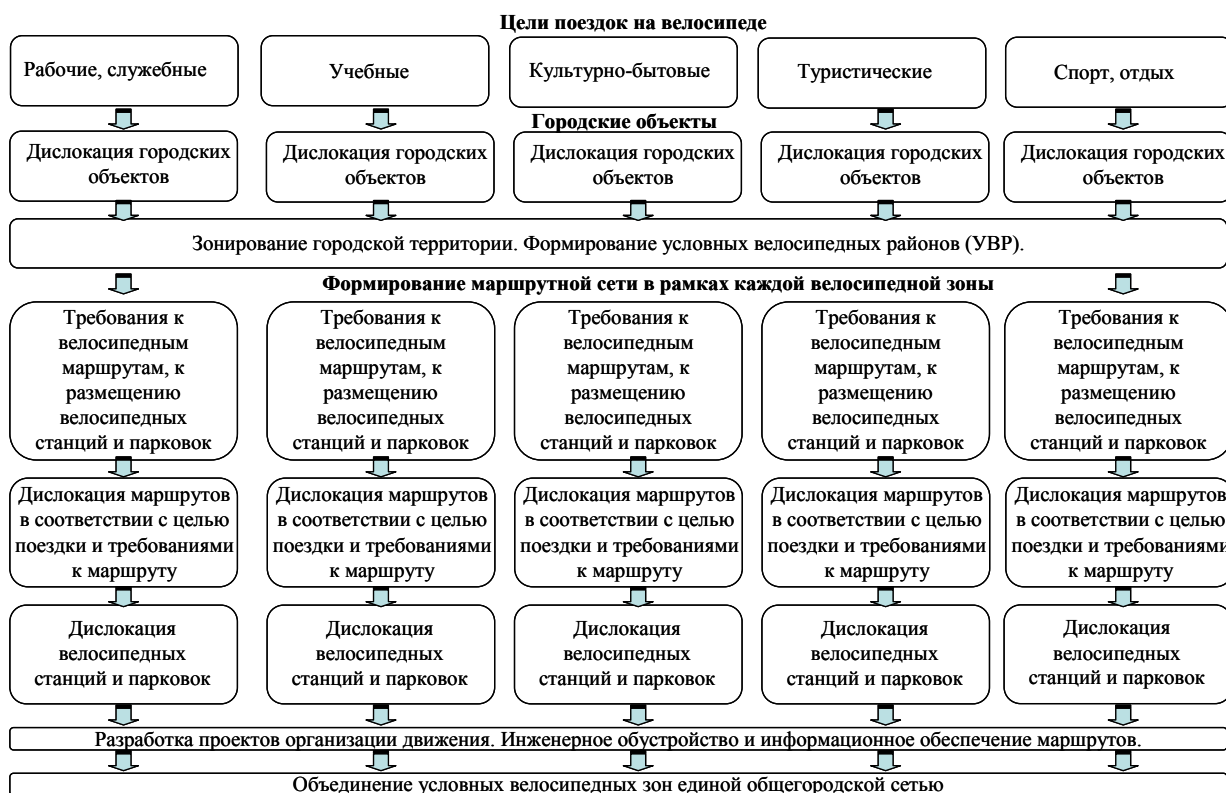 Цели поездок на велосипеде
Рабочие, служебные
Учебные
Культурно-бытовые
Туристические
Спорт, отдых
Городские объекты
Дислокация городских
объектов
Дислокация городских
объектов
Дислокация городских
объектов
Дислокация городских
объектов
Дислокация городских
объектов
Зонирование городской территории. Формирование условных велосипедных районов (УВР).
Формирование маршрутной сети в рамках каждой велосипедной зоны
Требования к
велосипедным
маршрутам, к
размещению
велосипедных
станций и парковок
Требования к
велосипедным
маршрутам, к
размещению
велосипедных
станций и парковок
Требования к
велосипедным
маршрутам, к
размещению
велосипедных
станций и парковок
Требования к
велосипедным
маршрутам, к
размещению
велосипедных
станций и парковок
Требования к
велосипедным
маршрутам, к
размещению
велосипедных
станций и парковок
Дислокация маршрутов
в соответствии с целью
поездки и требованиями
к маршруту
Дислокация маршрутов
в соответствии с целью
поездки и требованиями
к маршруту
Дислокация маршрутов
в соответствии с целью
поездки и требованиями
к маршруту
Дислокация маршрутов
в соответствии с целью
поездки и требованиями
к маршруту
Дислокация маршрутов
в соответствии с целью
поездки и требованиями
к маршруту
Дислокация
велосипедных
станций и парковок
Дислокация
велосипедных
станций и парковок
Дислокация
велосипедных
станций и парковок
Дислокация
велосипедных
станций и парковок
Дислокация
велосипедных
станций и парковок
Разработка проектов организации движения. Инженерное обустройство и информационное обеспечение маршрутов.
Объединение условных велосипедных зон единой общегородской сетью